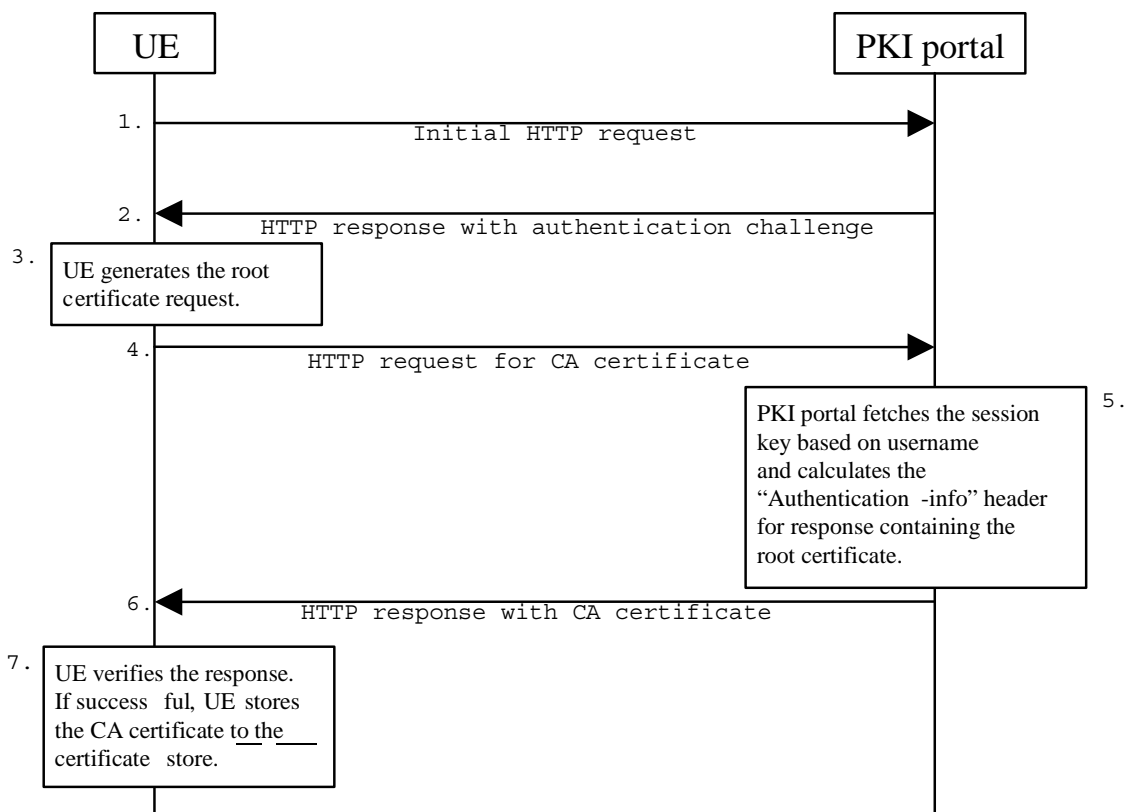 UE
PKI portal
1.
Initial HTTP request
2.
HTTP response with authentication challenge
3.
UE generates the root
certificate request.
4.
HTTP request for CA certificate
5.
PKI portal fetches the session
key based on username
and calculates the
“Authentication -info” header
for response containing the
root certificate.
6.
HTTP response with CA certificate
7.
UE verifies the response.
If success ful, UE stores
the CA certificate to the
certificate store.